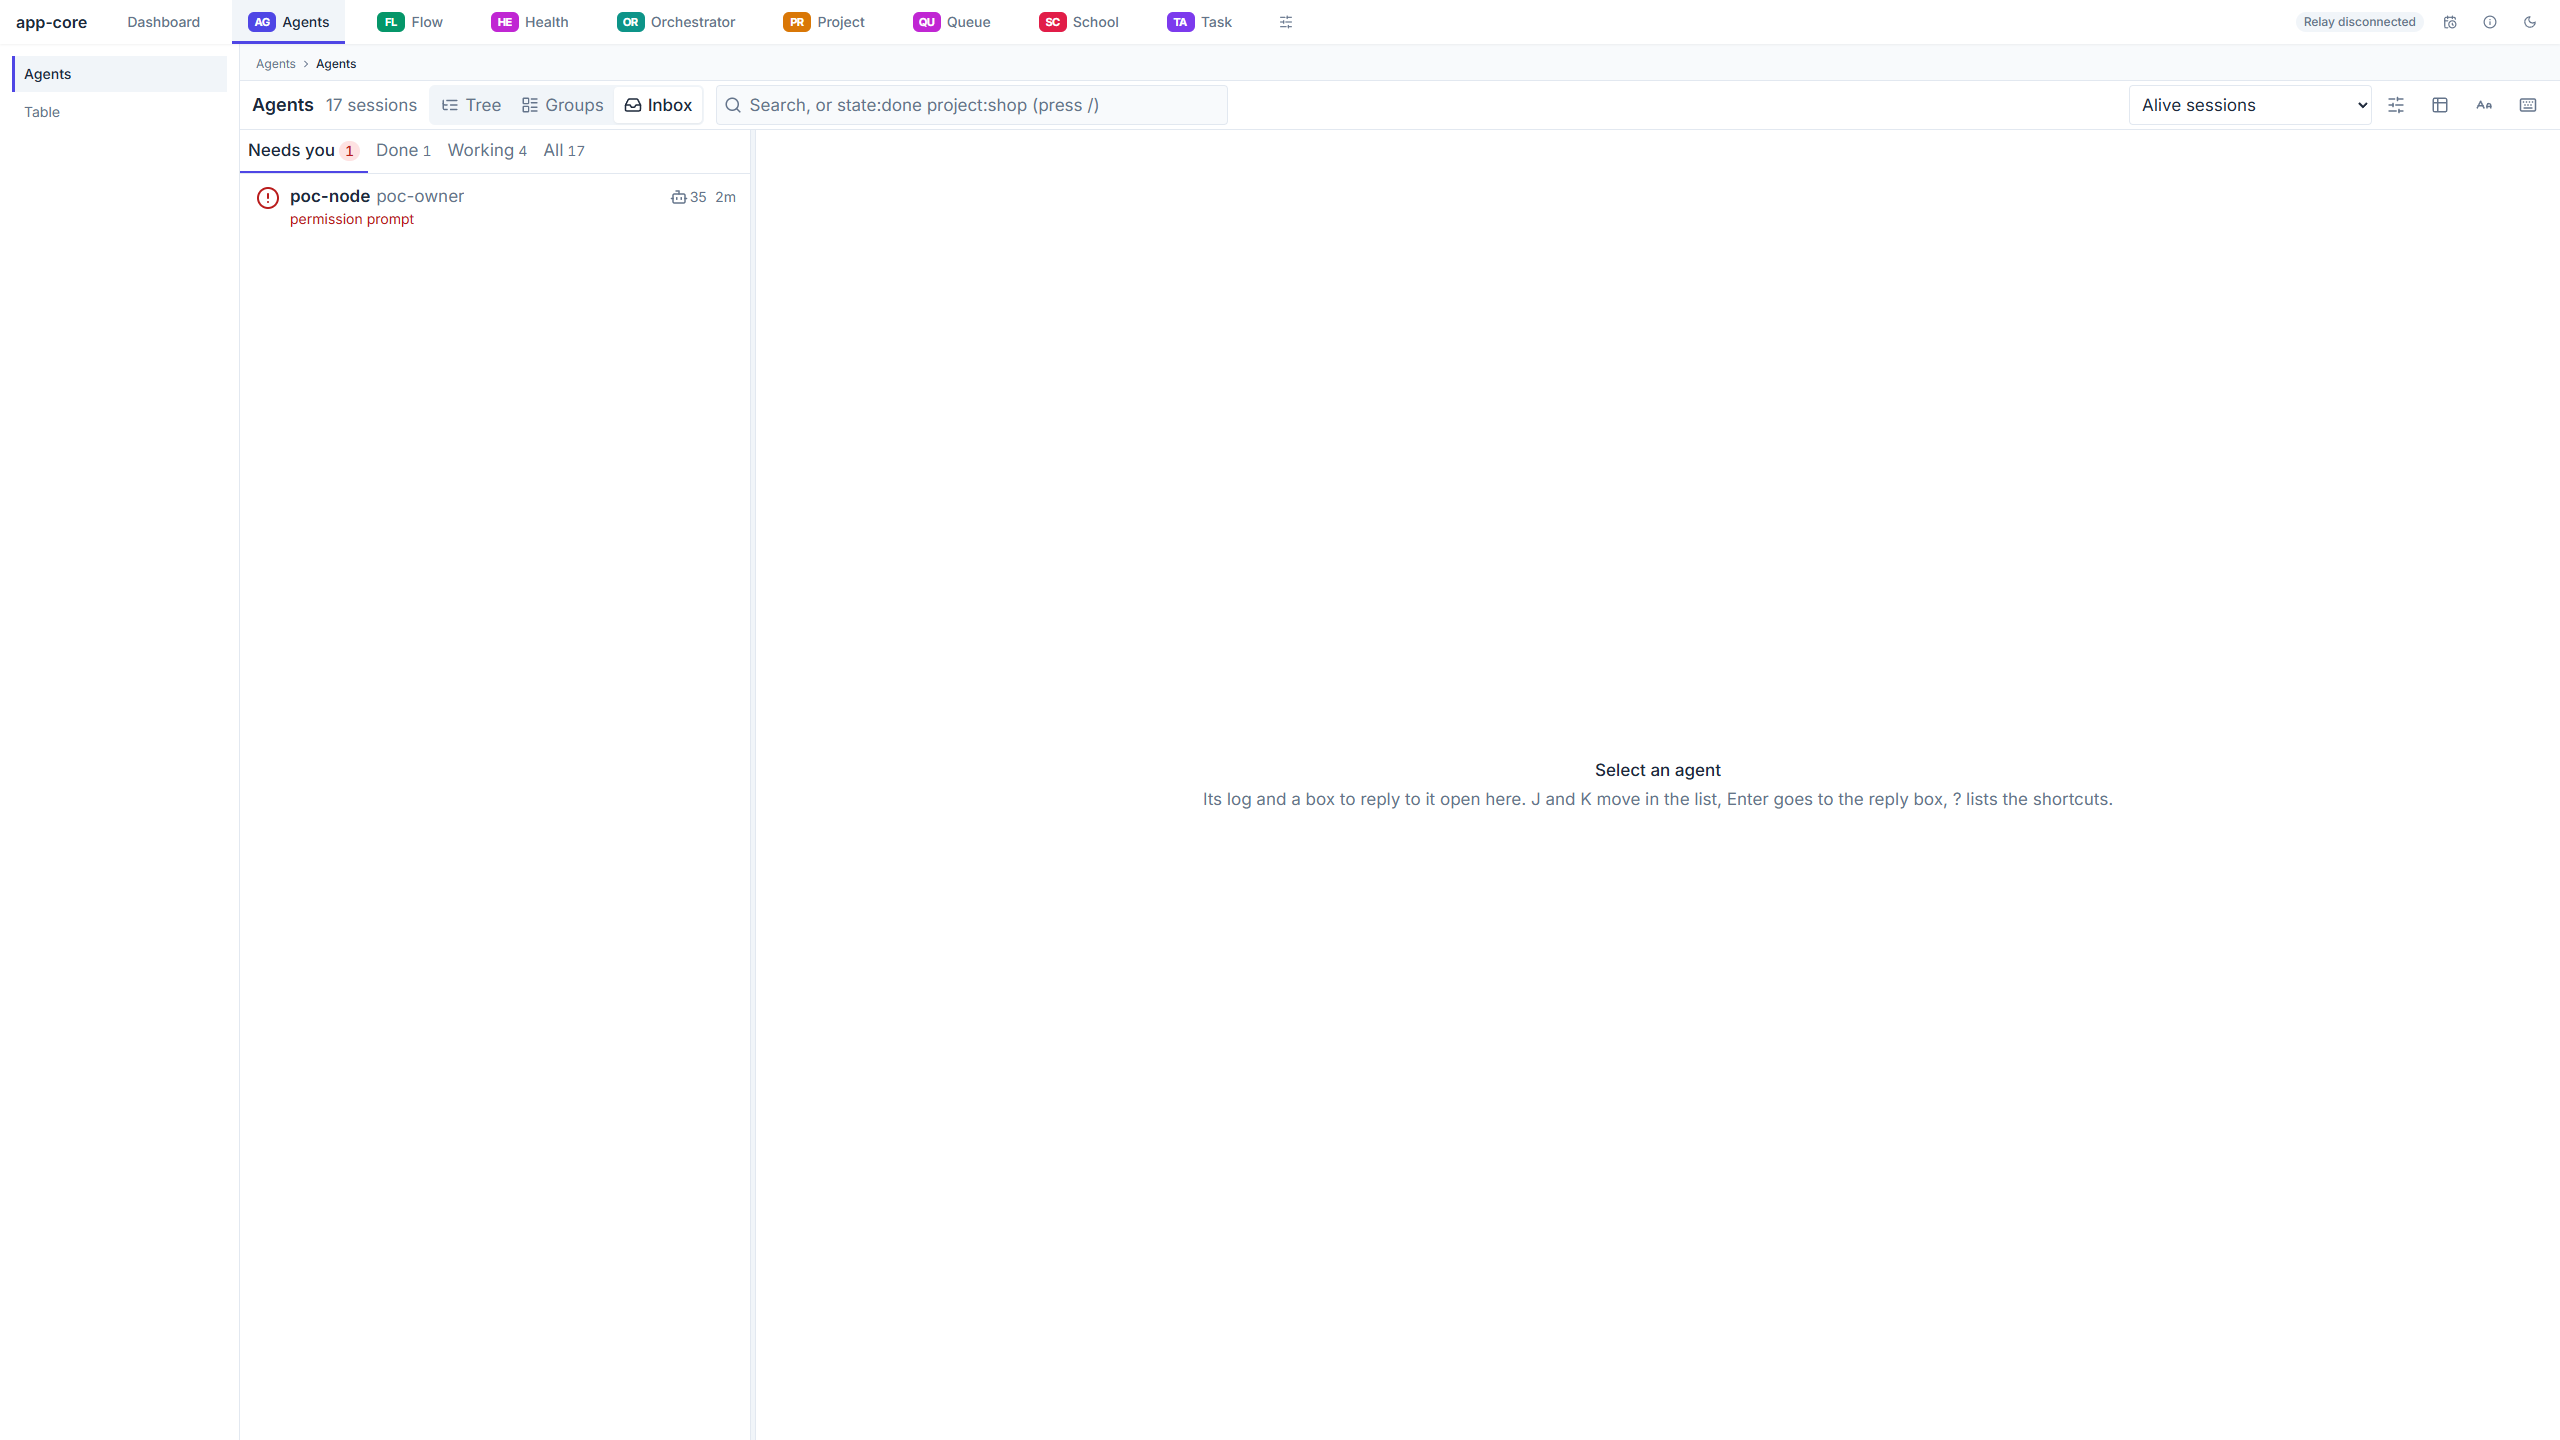 app-core Dashboard AG Agents FL Flow HE Health OR Orchestrator PR Project QU Queue SC School TA Task Relay disconnected
Agents
Table
Agents › Agents
Agents 17 sessions Tree Groups Inbox Search, or state:done project:shop (press /) Alive sessions
Needs you 1 Done 1 Working 4 All 17
poc-node poc-owner 35 2m
permission prompt
Select an agent
Its log and a box to reply to it open here. J and K move in the list, Enter goes to the reply box, ? lists the shortcuts.